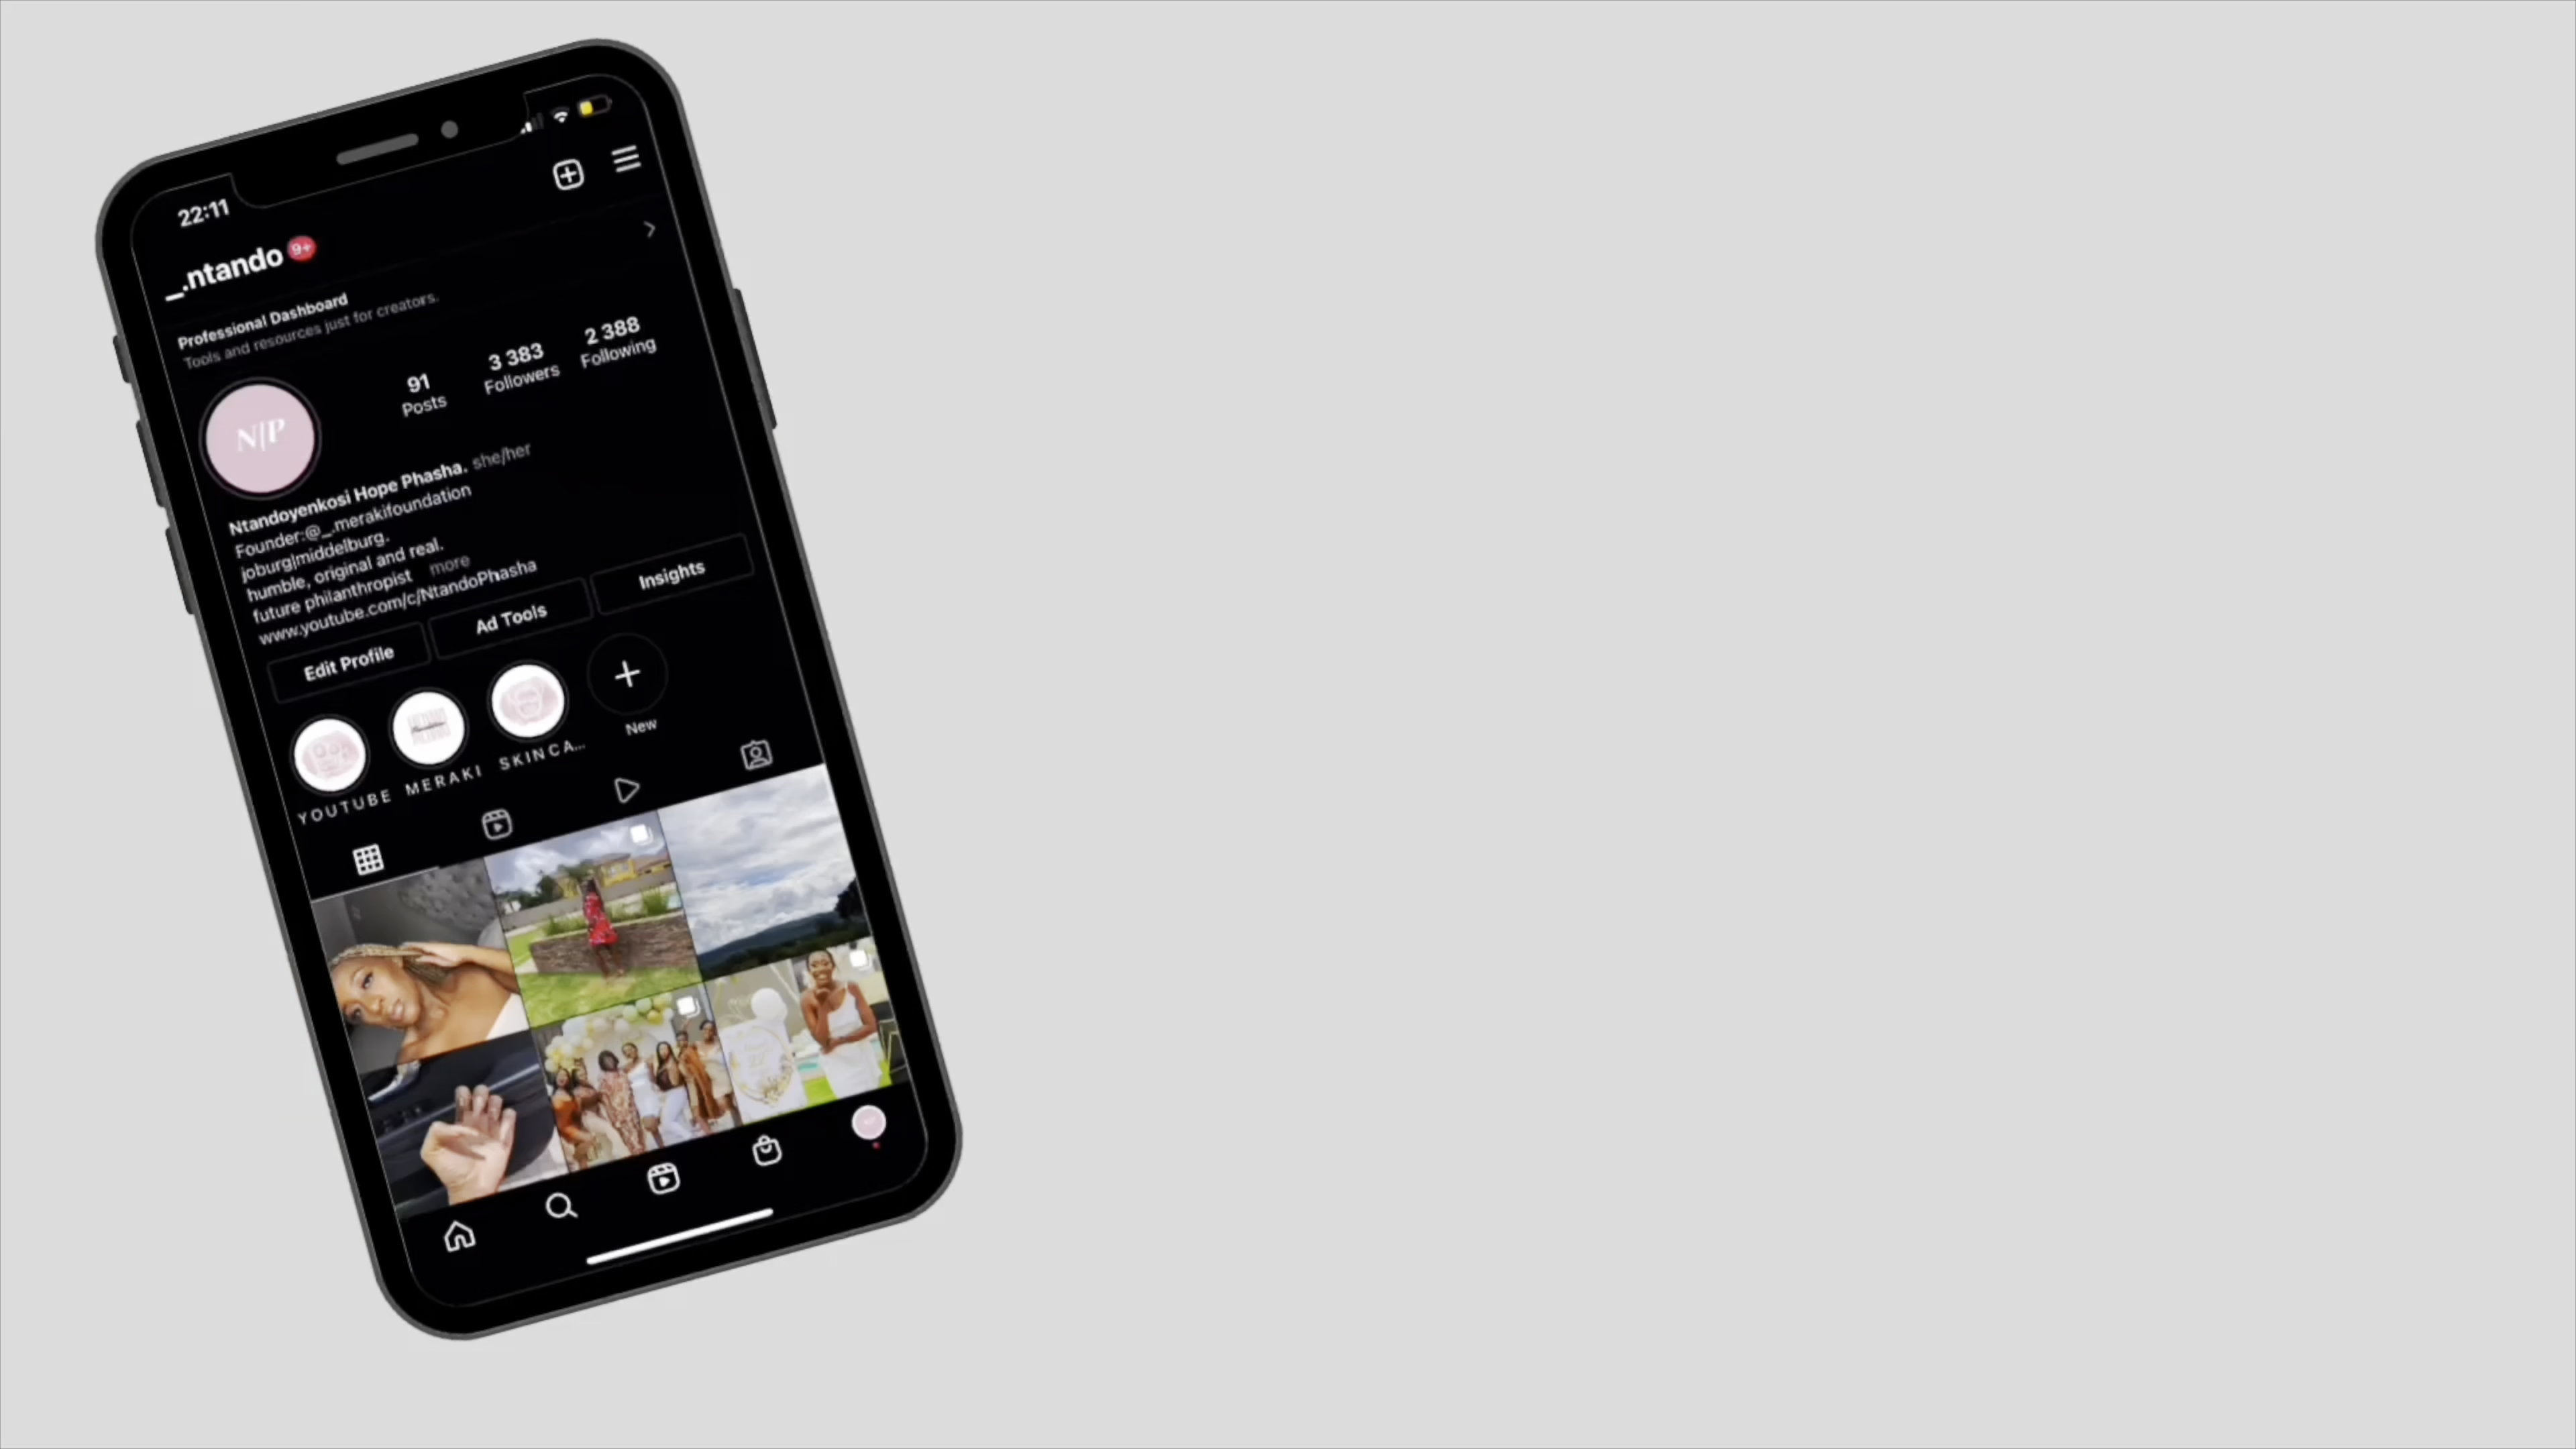 22:11
_.ntando 9+
Professional Dashboard
Tools and resources just for creators.
91
Posts
3 383
Followers
2 388
Following
N|P
Ntandoyenkosi Hope Phasha. she/her
Founder:@_.merakifoundation
joburg|middelburg.
humble, original and real.
future philanthropist more
www.youtube.com/c/NtandoPhasha
Edit Profile
Ad Tools
Insights
YOUTUBE
MERAKI
SKINCA...
New